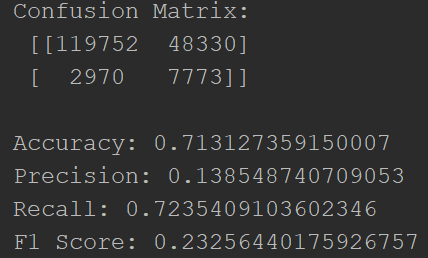 Confusion Matrix:
[[119752 48330]
[ 2970 7773]]
Accuracy: 0.713127359150007
Precision: 0.138548740709053
Recall: 0.7235409103602346
F1 Score: 0.23256440175926757